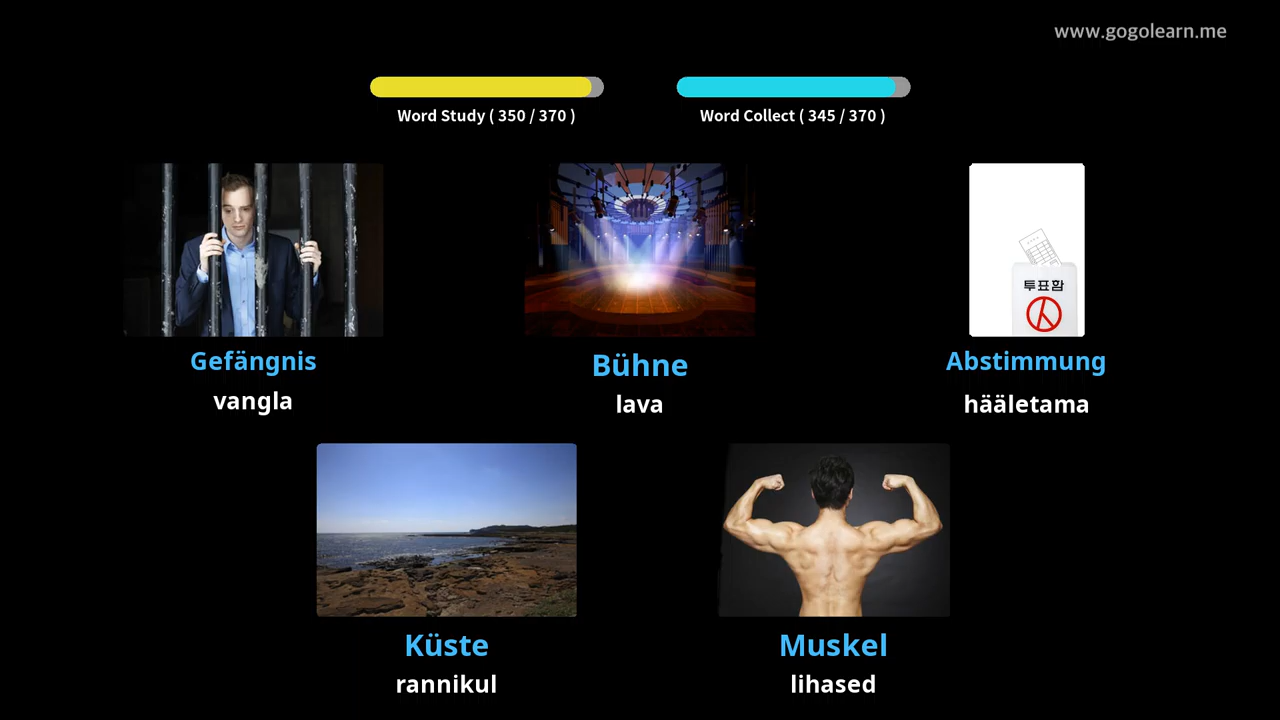 www.gogolearn.me
Word Study ( 350 / 370 )
Word Collect ( 345 / 370 )
투표함
Gefängnis
vangla
Bühne
lava
Abstimmung
hääletama
Küste
rannikul
Muskel
lihased